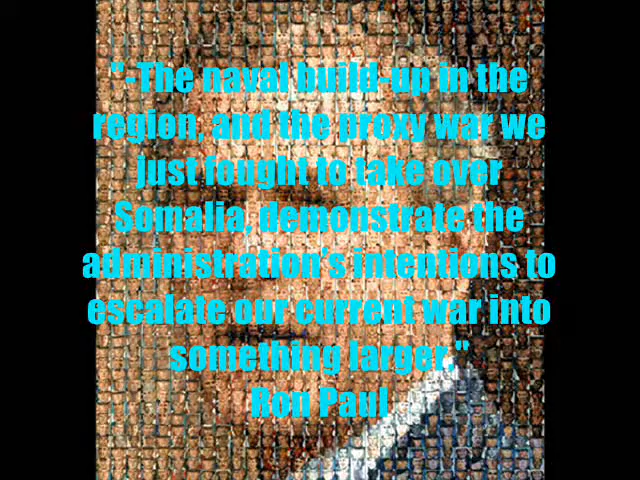 "-The naval build-up in the
region, and the proxy war we
just fought to take over
Somalia, demonstrate the
administration's intentions to
escalate our current war into
something larger."
Ron Paul